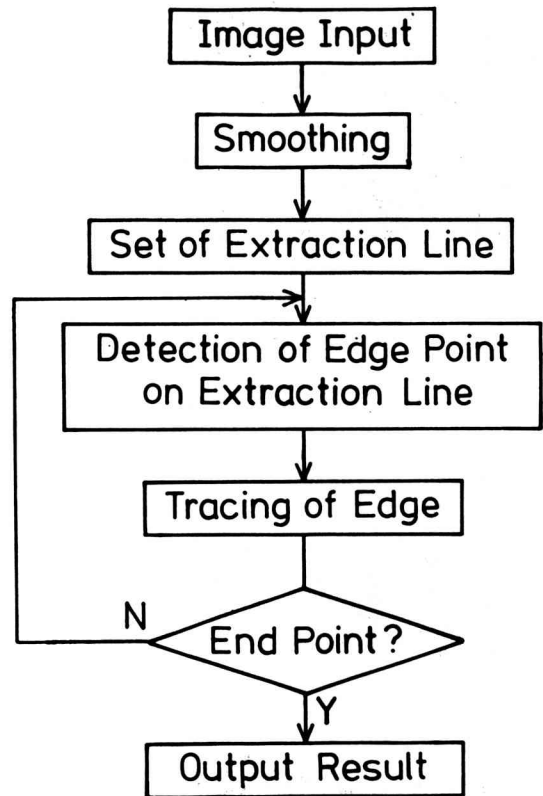 Image Input
Smoothing
Set of Extraction Line
Detection of Edge Point
on Extraction Line
Tracing of Edge
N
End Point?
Y
Output Result